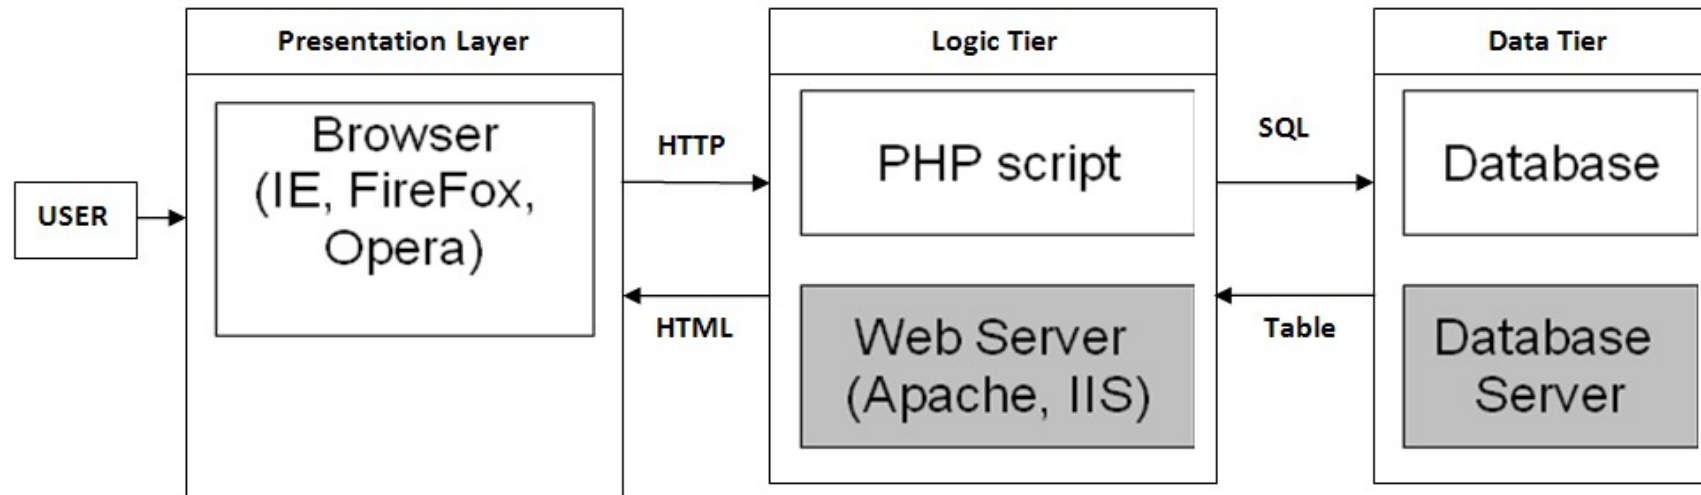 USER
Presentation Layer
Browser
(IE, FireFox,
Opera)
HTTP
HTML
Logic Tier
PHP script
Web Server
(Apache, IIS)
SQL
Table
Data Tier
Database
Database
Server